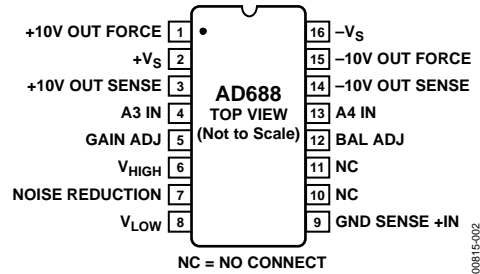 +10V OUT FORCE 1
+VS 2
+10V OUT SENSE 3
A3 IN 4
GAIN ADJ 5
VHIGH 6
NOISE REDUCTION 7
VLOW 8
AD688
TOP VIEW
(Not to Scale)
16 –VS
15 –10V OUT FORCE
14 –10V OUT SENSE
13 A4 IN
12 BAL ADJ
11 NC
10 NC
9 GND SENSE +IN
NC = NO CONNECT
00815-002